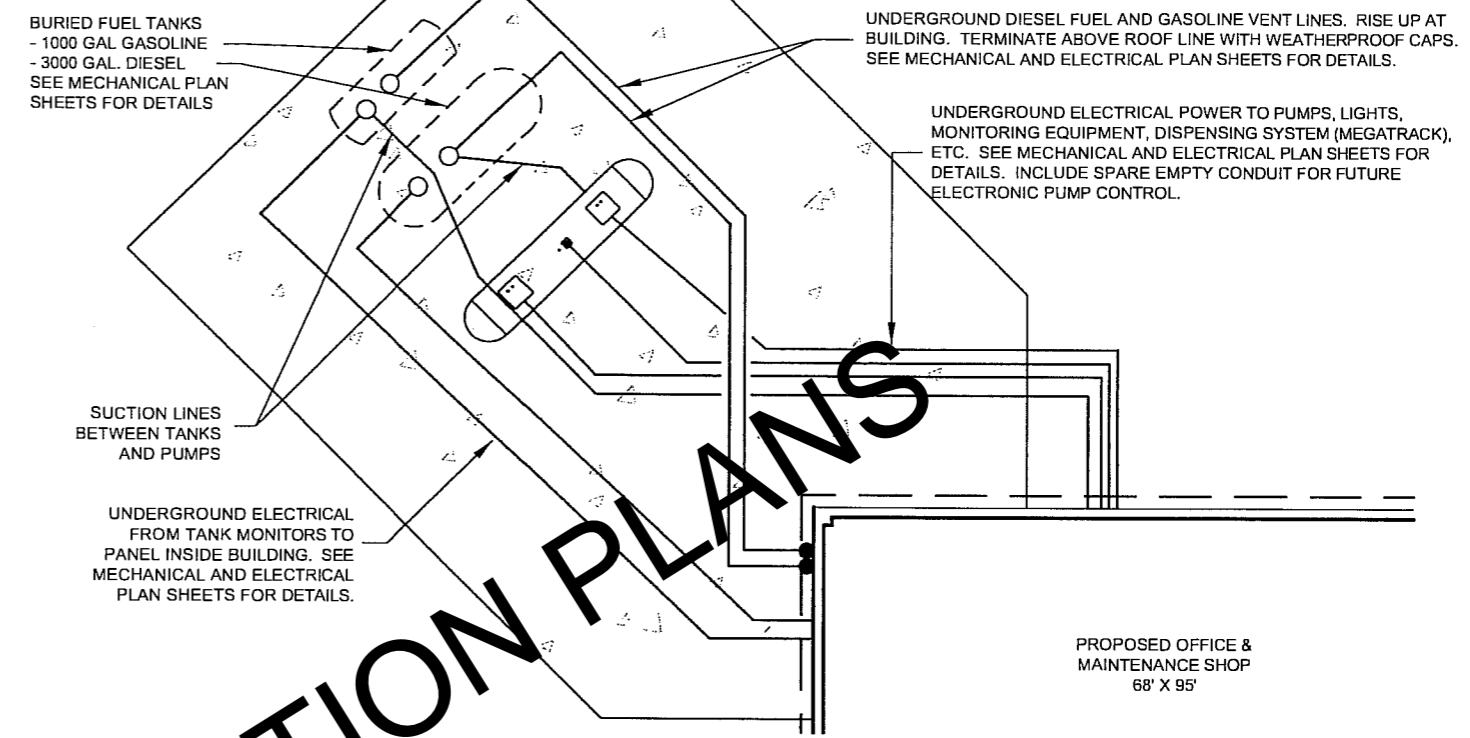 BURIED FUEL TANKS
- 1000 GAL GASOLINE
- 3000 GAL. DIESEL
SEE MECHANICAL PLAN
SHEETS FOR DETAILS
UNDERGROUND DIESEL FUEL AND GASOLINE VENT LINES. RISE UP AT
BUILDING. TERMINATE ABOVE ROOF LINE WITH WEATHERPROOF CAPS.
SEE MECHANICAL AND ELECTRICAL PLAN SHEETS FOR DETAILS.
UNDERGROUND ELECTRICAL POWER TO PUMPS, LIGHTS,
MONITORING EQUIPMENT, DISPENSING SYSTEM (MEGATRACK),
ETC. SEE MECHANICAL AND ELECTRICAL PLAN SHEETS FOR
DETAILS. INCLUDE SPARE EMPTY CONDUIT FOR FUTURE
ELECTRONIC PUMP CONTROL.
SUCTION LINES
BETWEEN TANKS
AND PUMPS
UNDERGROUND ELECTRICAL
FROM TANK MONITORS TO
PANEL INSIDE BUILDING. SEE
MECHANICAL AND ELECTRICAL
PLAN SHEETS FOR DETAILS.
PROPOSED OFFICE &
MAINTENANCE SHOP
68' X 95'
TION PLANS